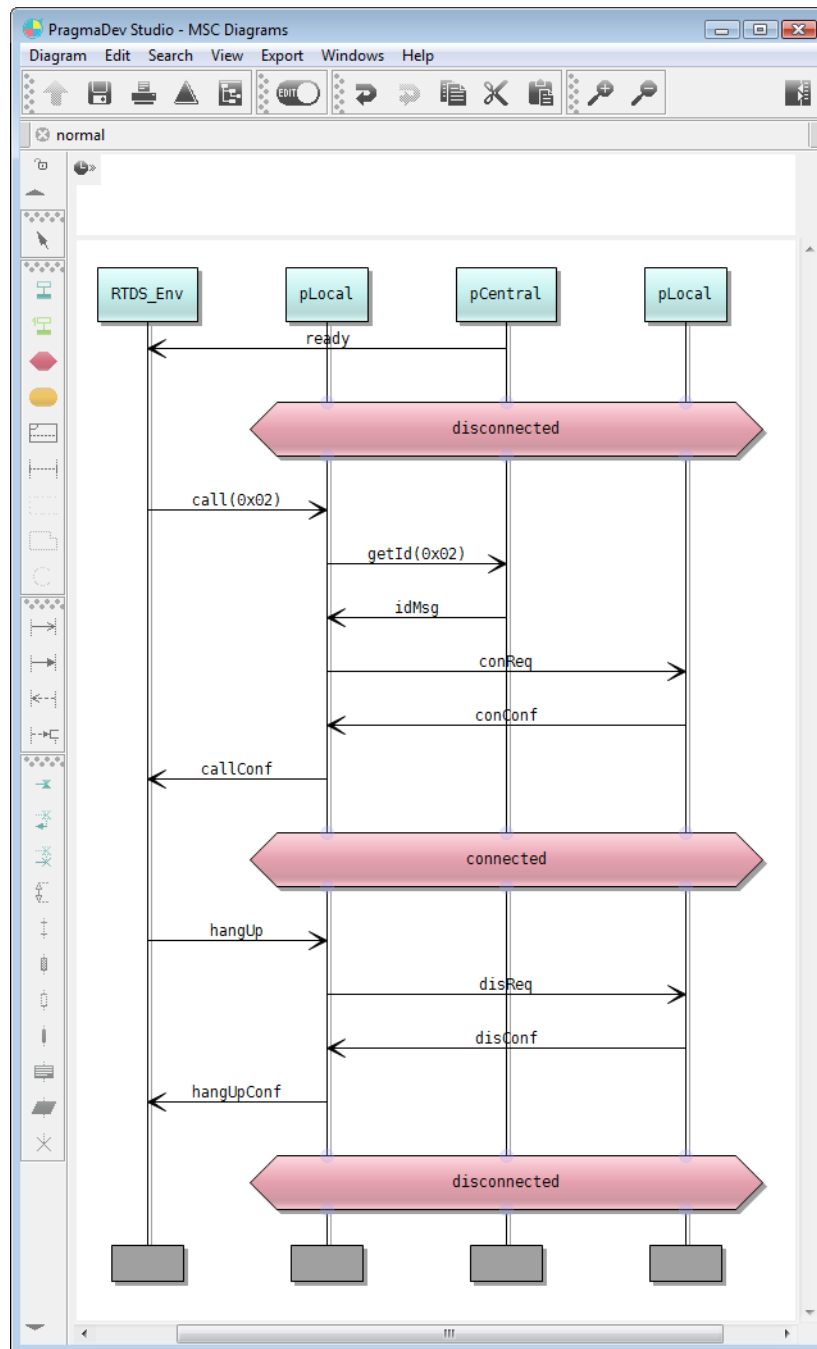 PragmaDev Studio - MSC Diagrams
Diagram Edit Search View Export Windows Help
EDIT
normal
RTDS_Env pLocal pCentral pLocal
ready
disconnected
call(0x02)
getId(0x02)
idMsg
conReq
conConf
callConf
connected
hangUp
disReq
disConf
hangUpConf
disconnected